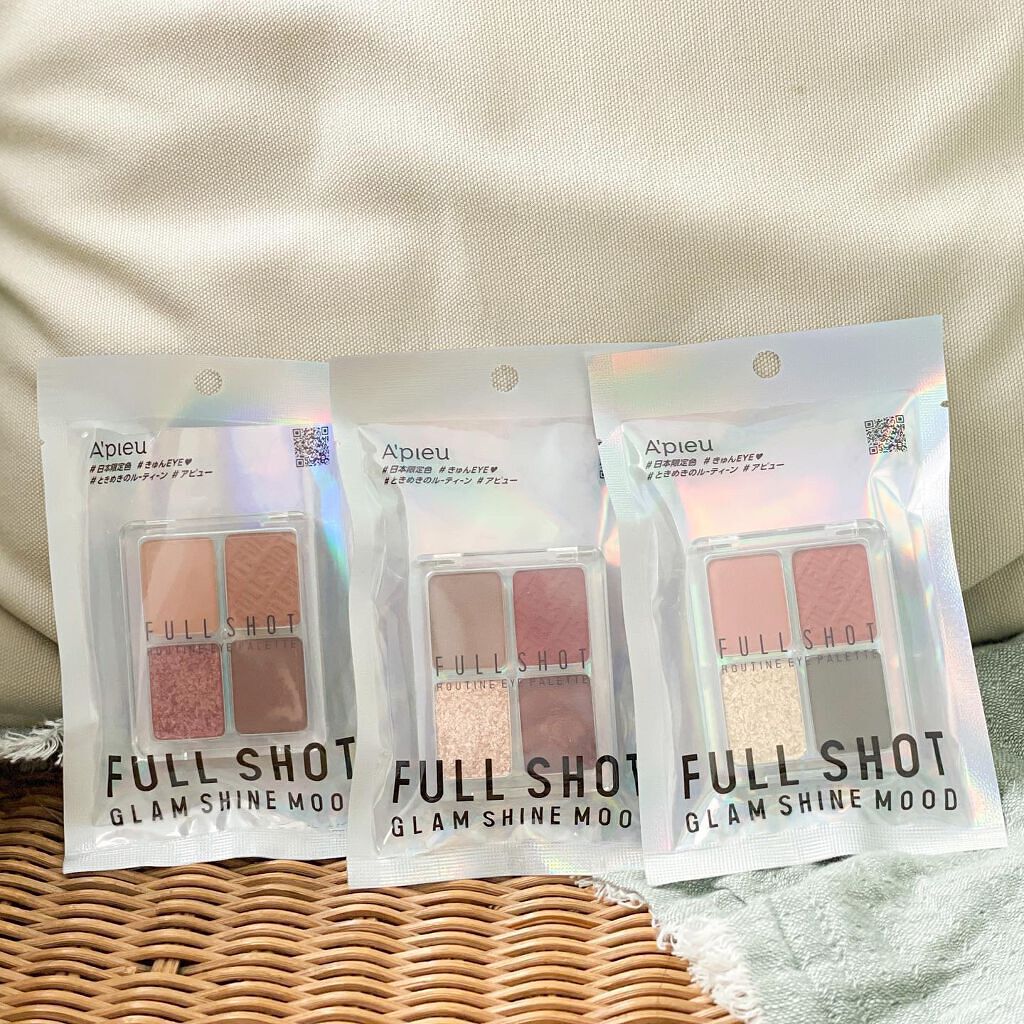 A'PIEU
#日本限定色 #きゅんEYE♥
#ときめきのルーティーン #アピュー
FULL SHOT
ROUTINE EYE PALETTE
FULL SHOT
GLAM SHINE MOO
A'PIEU
#日本限定色 #きゅんEYE♥
#ときめきのルーティーン #アピュー
FULL SHOT
ROUTINE EYE PALETTE
FULL SHOT
GLAM SHINE MOO
A'PIEU
#日本限定色 #きゅんEYE♥
#ときめきのルーティーン #アピュー
FULL SHOT
ROUTINE EYE PALETTE
FULL SHOT
GLAM SHINE MOOD